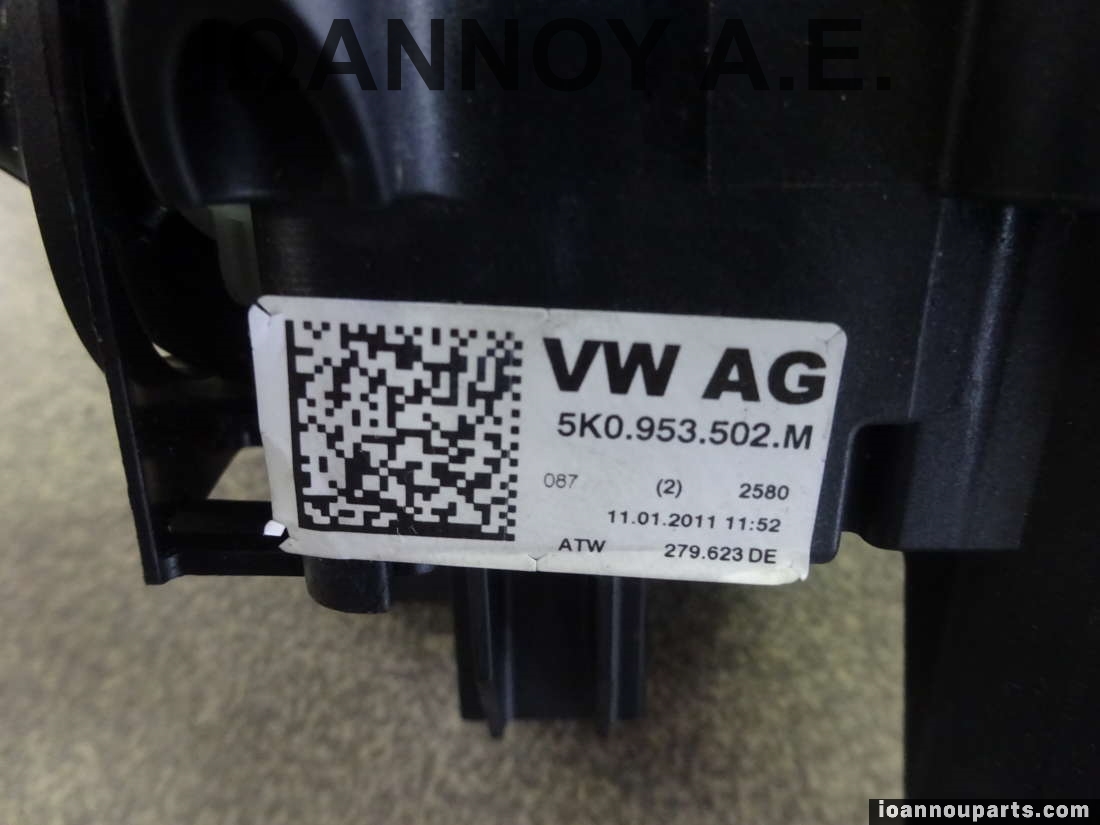 IOANNOY A.E.
VW AG
5K0.953.502.M
087 (2) 2580
11.01.2011 11:52
ATW 279.623 DE
ioannouparts.com